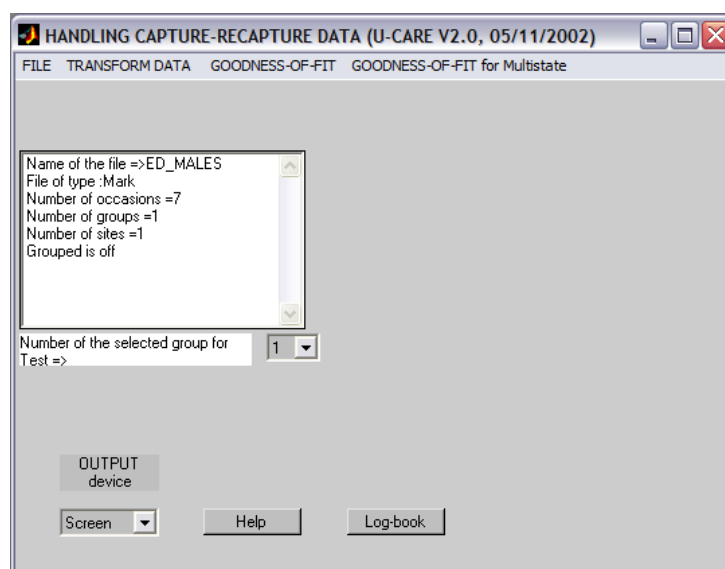 HANDLING CAPTURE-RECAPTURE DATA (U-CARE V2.0, 05/11/2002)
FILE TRANSFORM DATA GOODNESS-OF-FIT GOODNESS-OF-FIT for Multistate
Name of the file =>ED_MALES
File of type :Mark
Number of occasions =7
Number of groups =1
Number of sites =1
Grouped is off
Number of the selected group for
Test =>
1
OUTPUT
device
Screen
Help
Log-book